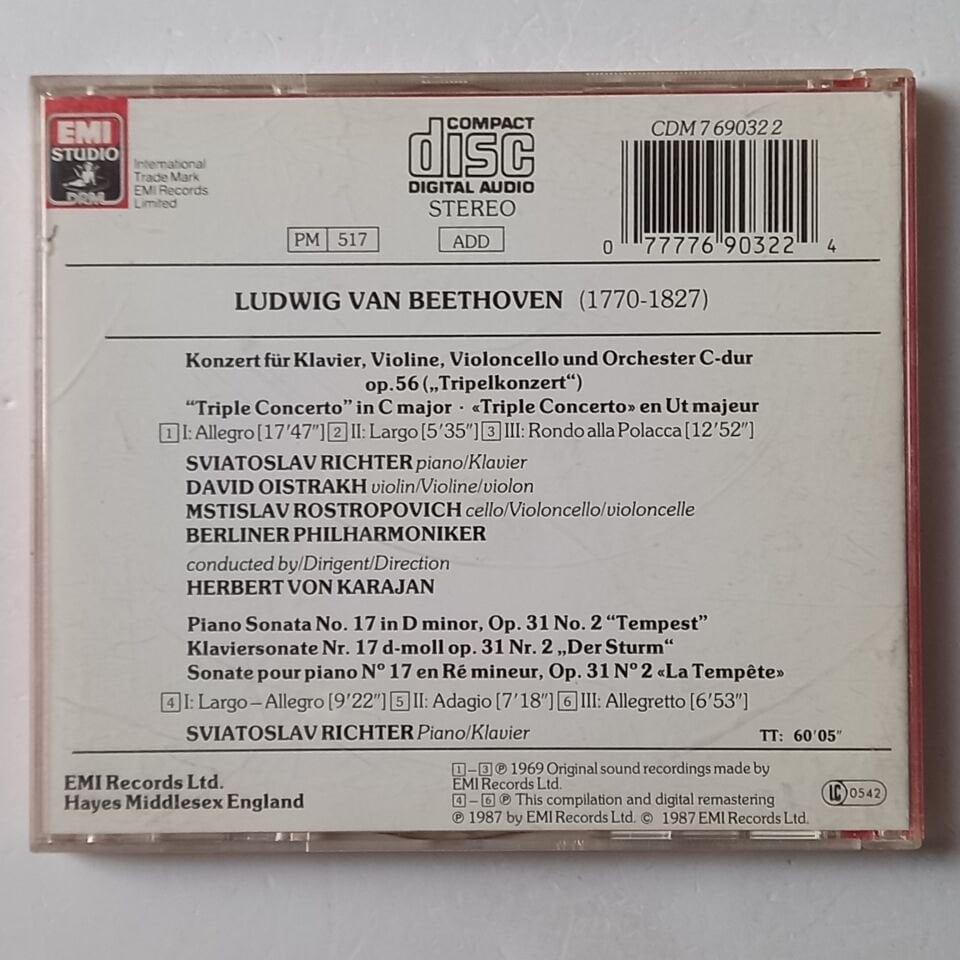 EMI
STUDIO
DRM
International
Trade Mark
EMI Records
Limited
COMPACT
disc
DIGITAL AUDIO
STEREO
PM 517
ADD
CDM 7 69032 2
0 77776 90322 4
LUDWIG VAN BEETHOVEN (1770-1827)
Konzert für Klavier, Violine, Violoncello und Orchester C-dur
op.56 („Tripelkonzert“)
“Triple Concerto” in C major · «Triple Concerto» en Ut majeur
1 I: Allegro [17′47″] 2 II: Largo [5′35″] 3 III: Rondo alla Polacca [12′52″]
SVIATOSLAV RICHTER piano/Klavier
DAVID OISTRAKH violin/Violine/violon
MSTISLAV ROSTROPOVICH cello/Violoncello/violoncelle
BERLINER PHILHARMONIKER
conducted by/Dirigent/Direction
HERBERT VON KARAJAN
Piano Sonata No. 17 in D minor, Op. 31 No. 2 “Tempest”
Klaviersonate Nr. 17 d-moll op. 31 Nr. 2 „Der Sturm“
Sonate pour piano Nº 17 en Ré mineur, Op. 31 Nº 2 «La Tempête»
4 I: Largo – Allegro [9′22″] 5 II: Adagio [7′18″] 6 III: Allegretto [6′53″]
SVIATOSLAV RICHTER Piano/Klavier
TT: 60′05″
EMI Records Ltd.
Hayes Middlesex England
1 – 3 ℗ 1969 Original sound recordings made by
EMI Records Ltd.
4 – 6 ℗ This compilation and digital remastering
℗ 1987 by EMI Records Ltd. © 1987 EMI Records Ltd.
LC 0542